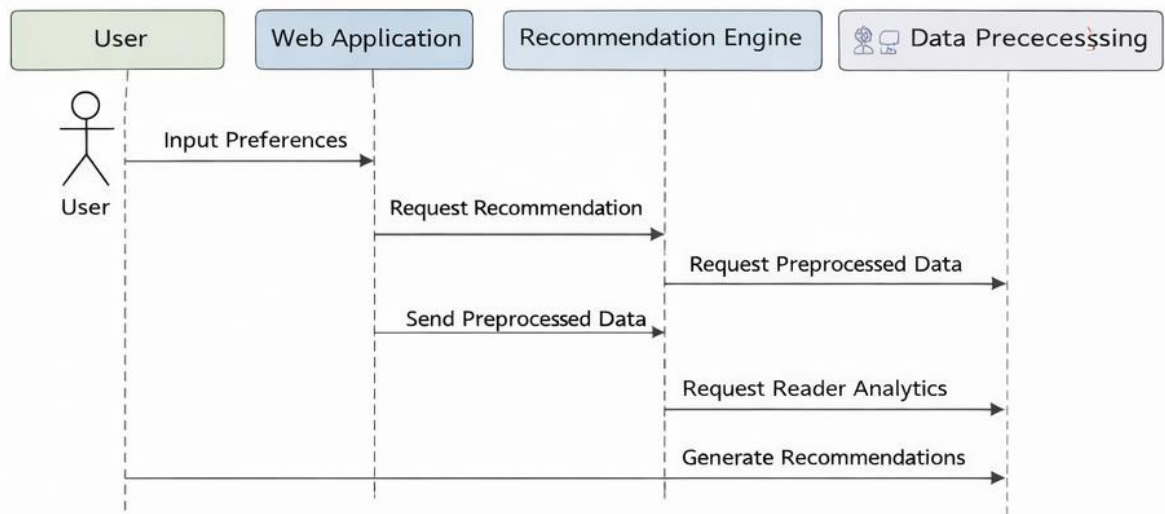 User
Web Application
Recommendation Engine
Data Prececesssing
Input Preferences
User
Request Recommendation
Request Preprocessed Data
Send Preprocessed Data
Request Reader Analytics
Generate Recommendations